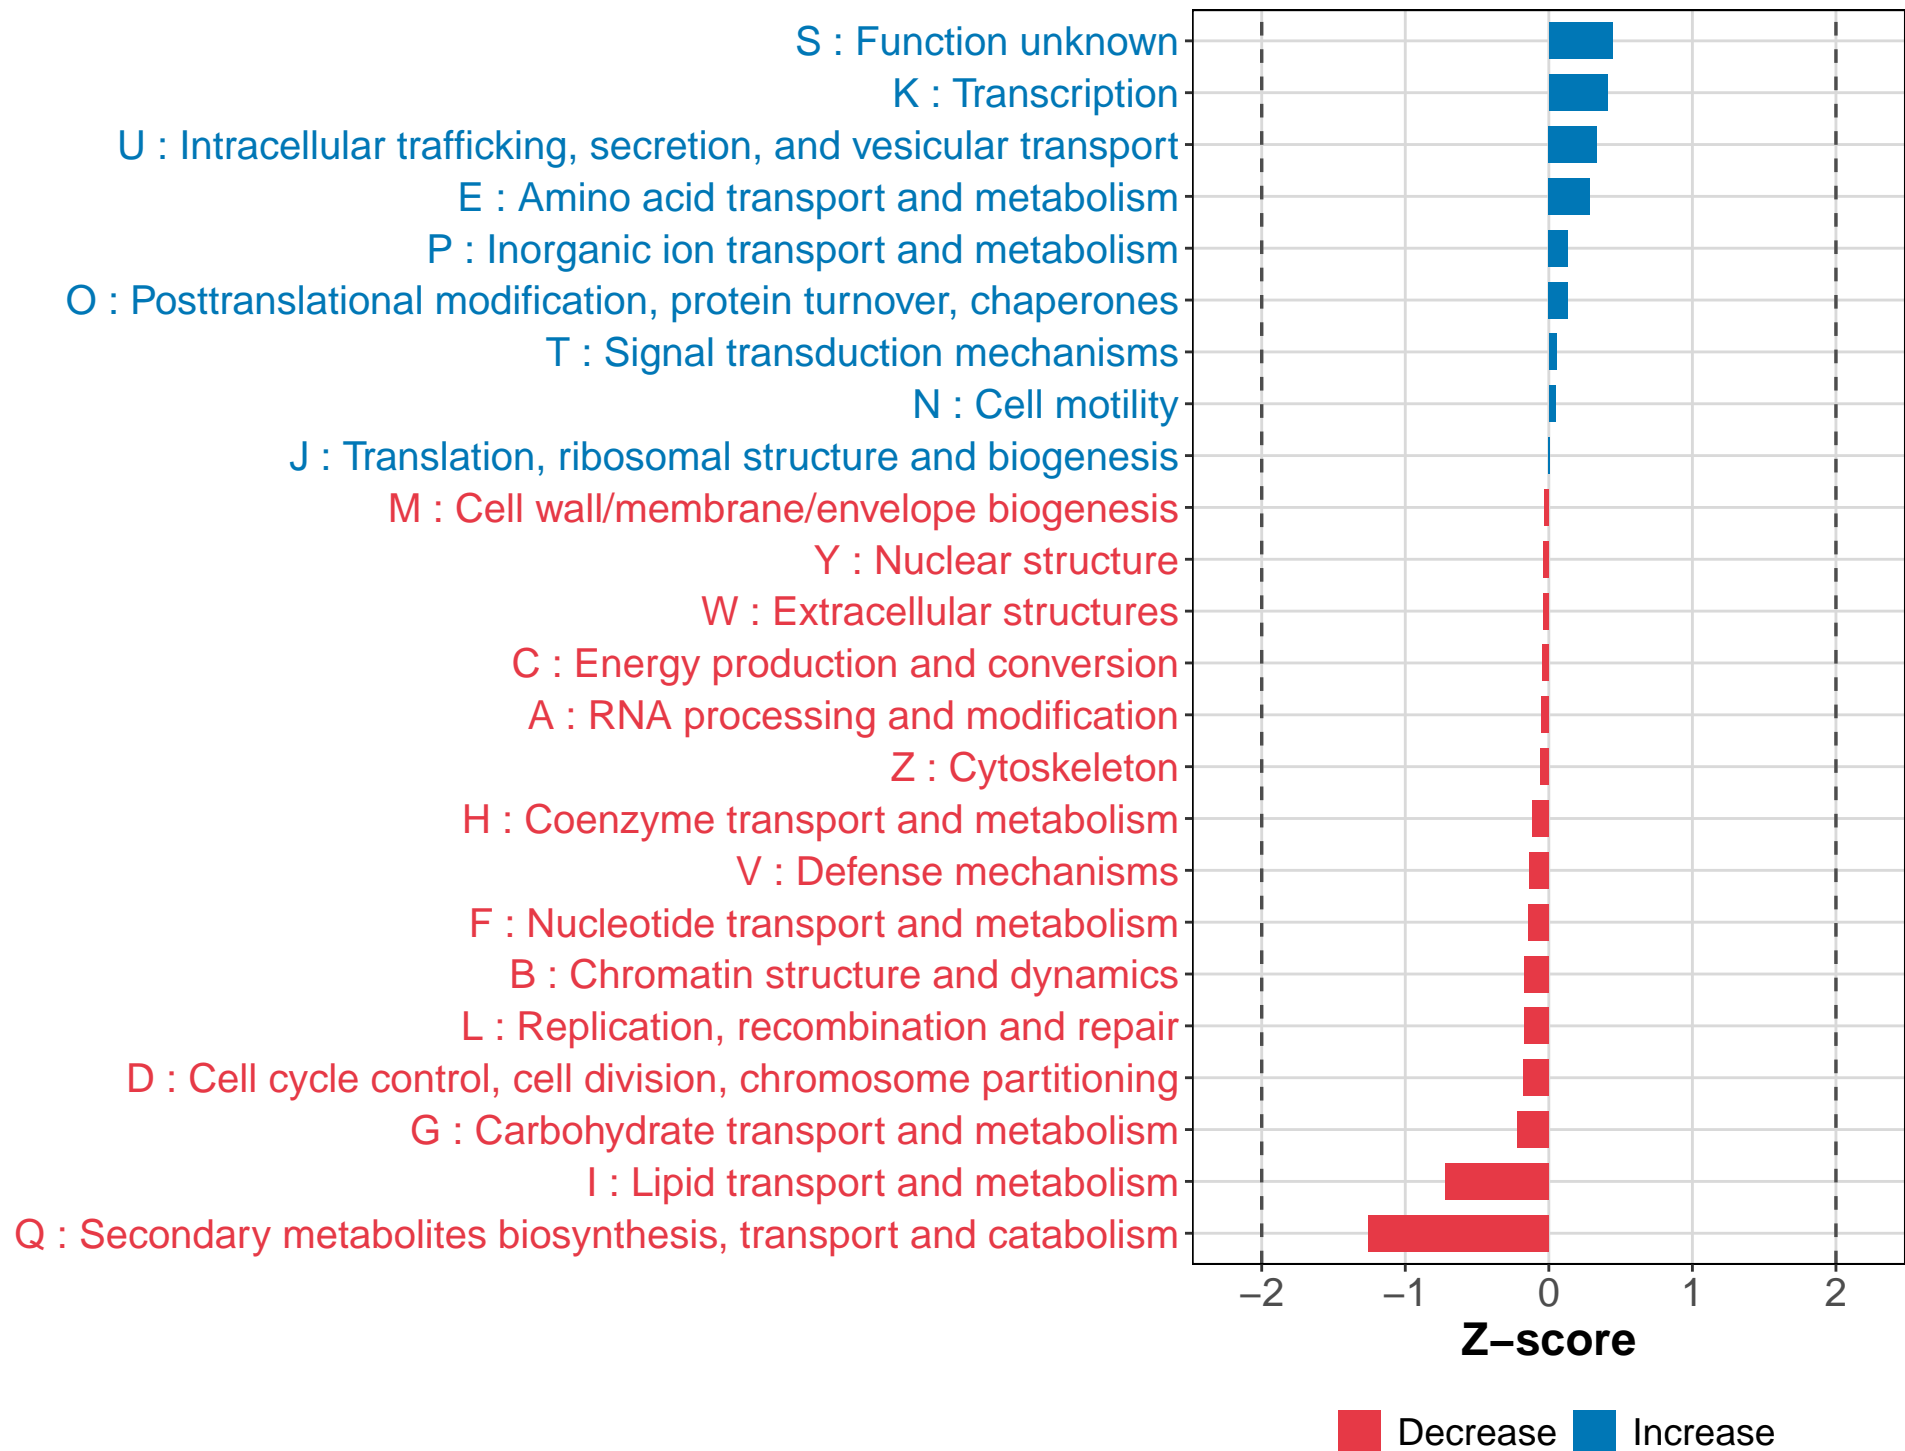 S : Function unknown
K : Transcription
U : Intracellular trafficking, secretion, and vesicular transport
E : Amino acid transport and metabolism
P : Inorganic ion transport and metabolism
O : Posttranslational modification, protein turnover, chaperones
T : Signal transduction mechanisms
N : Cell motility
J : Translation, ribosomal structure and biogenesis
M : Cell wall/membrane/envelope biogenesis
Y : Nuclear structure
W : Extracellular structures
C : Energy production and conversion
A : RNA processing and modification
Z : Cytoskeleton
H : Coenzyme transport and metabolism
V : Defense mechanisms
F : Nucleotide transport and metabolism
B : Chromatin structure and dynamics
L : Replication, recombination and repair
D : Cell cycle control, cell division, chromosome partitioning
G : Carbohydrate transport and metabolism
I : Lipid transport and metabolism
Q : Secondary metabolites biosynthesis, transport and catabolism
−2 −1 0 1 2
Z−score
Decrease Increase